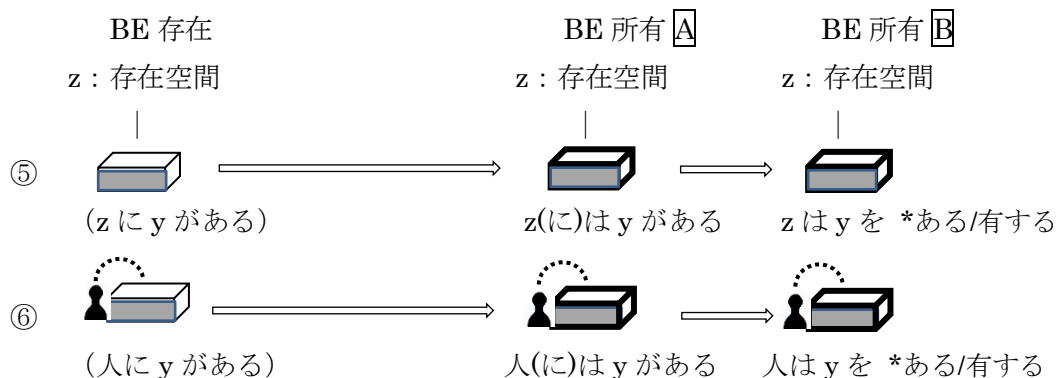 BE 存在 BE 所有 A BE 所有 B
z：存在空間 z：存在空間 z：存在空間
⑤
(z に y がある) z(に)は y がある z は y を *ある/有する
⑥
(人に y がある) 人(に)は y がある 人は y を *ある/有する